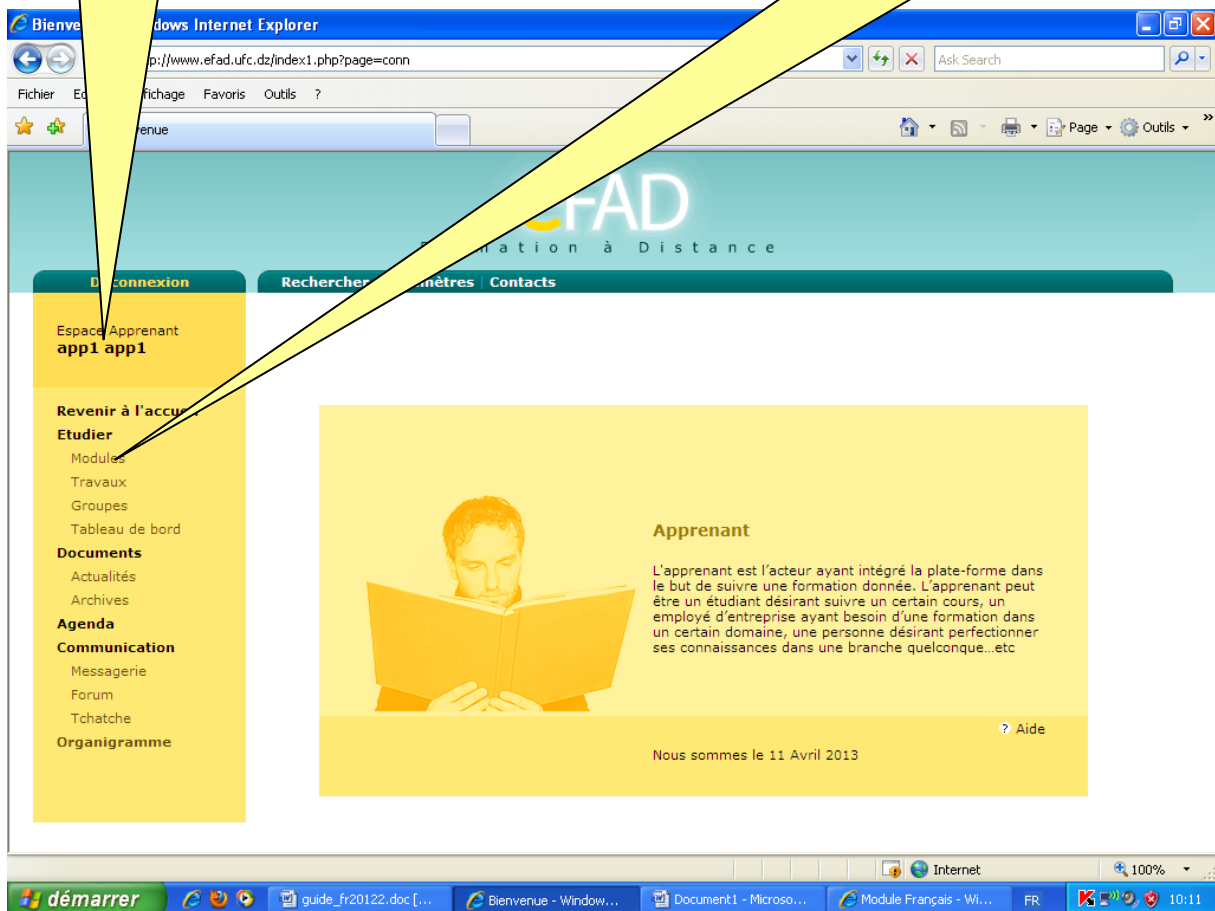 Bienve dows Internet Explorer
p://www.efad.ufc.dz/index1.php?page=conn
Ask Search
Fichier Ed fichage Favoris Outils ?
enue
Page Outils
eFAD
mation à Distance
D connexion
Rechercher mètres | Contacts
Espace Apprenant
app1 app1
Revenir à l'accu
Etudier
Modules
Travaux
Groupes
Tableau de bord
Documents
Actualités
Archives
Agenda
Communication
Messagerie
Forum
Tchatche
Organigramme
Apprenant
L'apprenant est l'acteur ayant intégré la plate-forme dans
le but de suivre une formation donnée. L'apprenant peut
être un étudiant désirant suivre un certain cours, un
employé d'entreprise ayant besoin d'une formation dans
un certain domaine, une personne désirant perfectionner
ses connaissances dans une branche quelconque...etc
? Aide
Nous sommes le 11 Avril 2013
Internet
100%
démarrer
guide_fr20122.doc [...
Bienvenue - Window...
Document1 - Microso...
Module Français - Wi...
FR
10:11